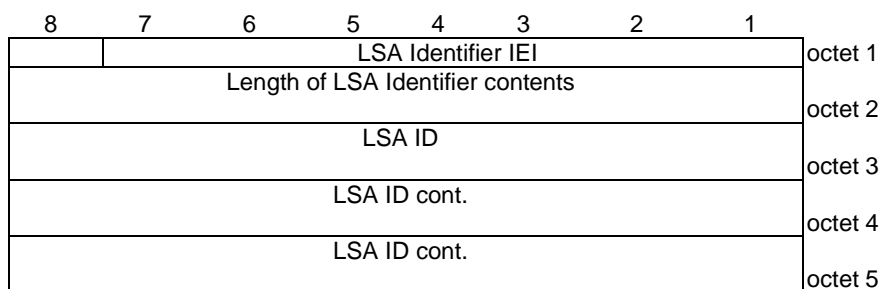 8 7 6 5 4 3 2 1
LSA Identifier IEI octet 1
Length of LSA Identifier contents
octet 2
LSA ID
octet 3
LSA ID cont.
octet 4
LSA ID cont.
octet 5